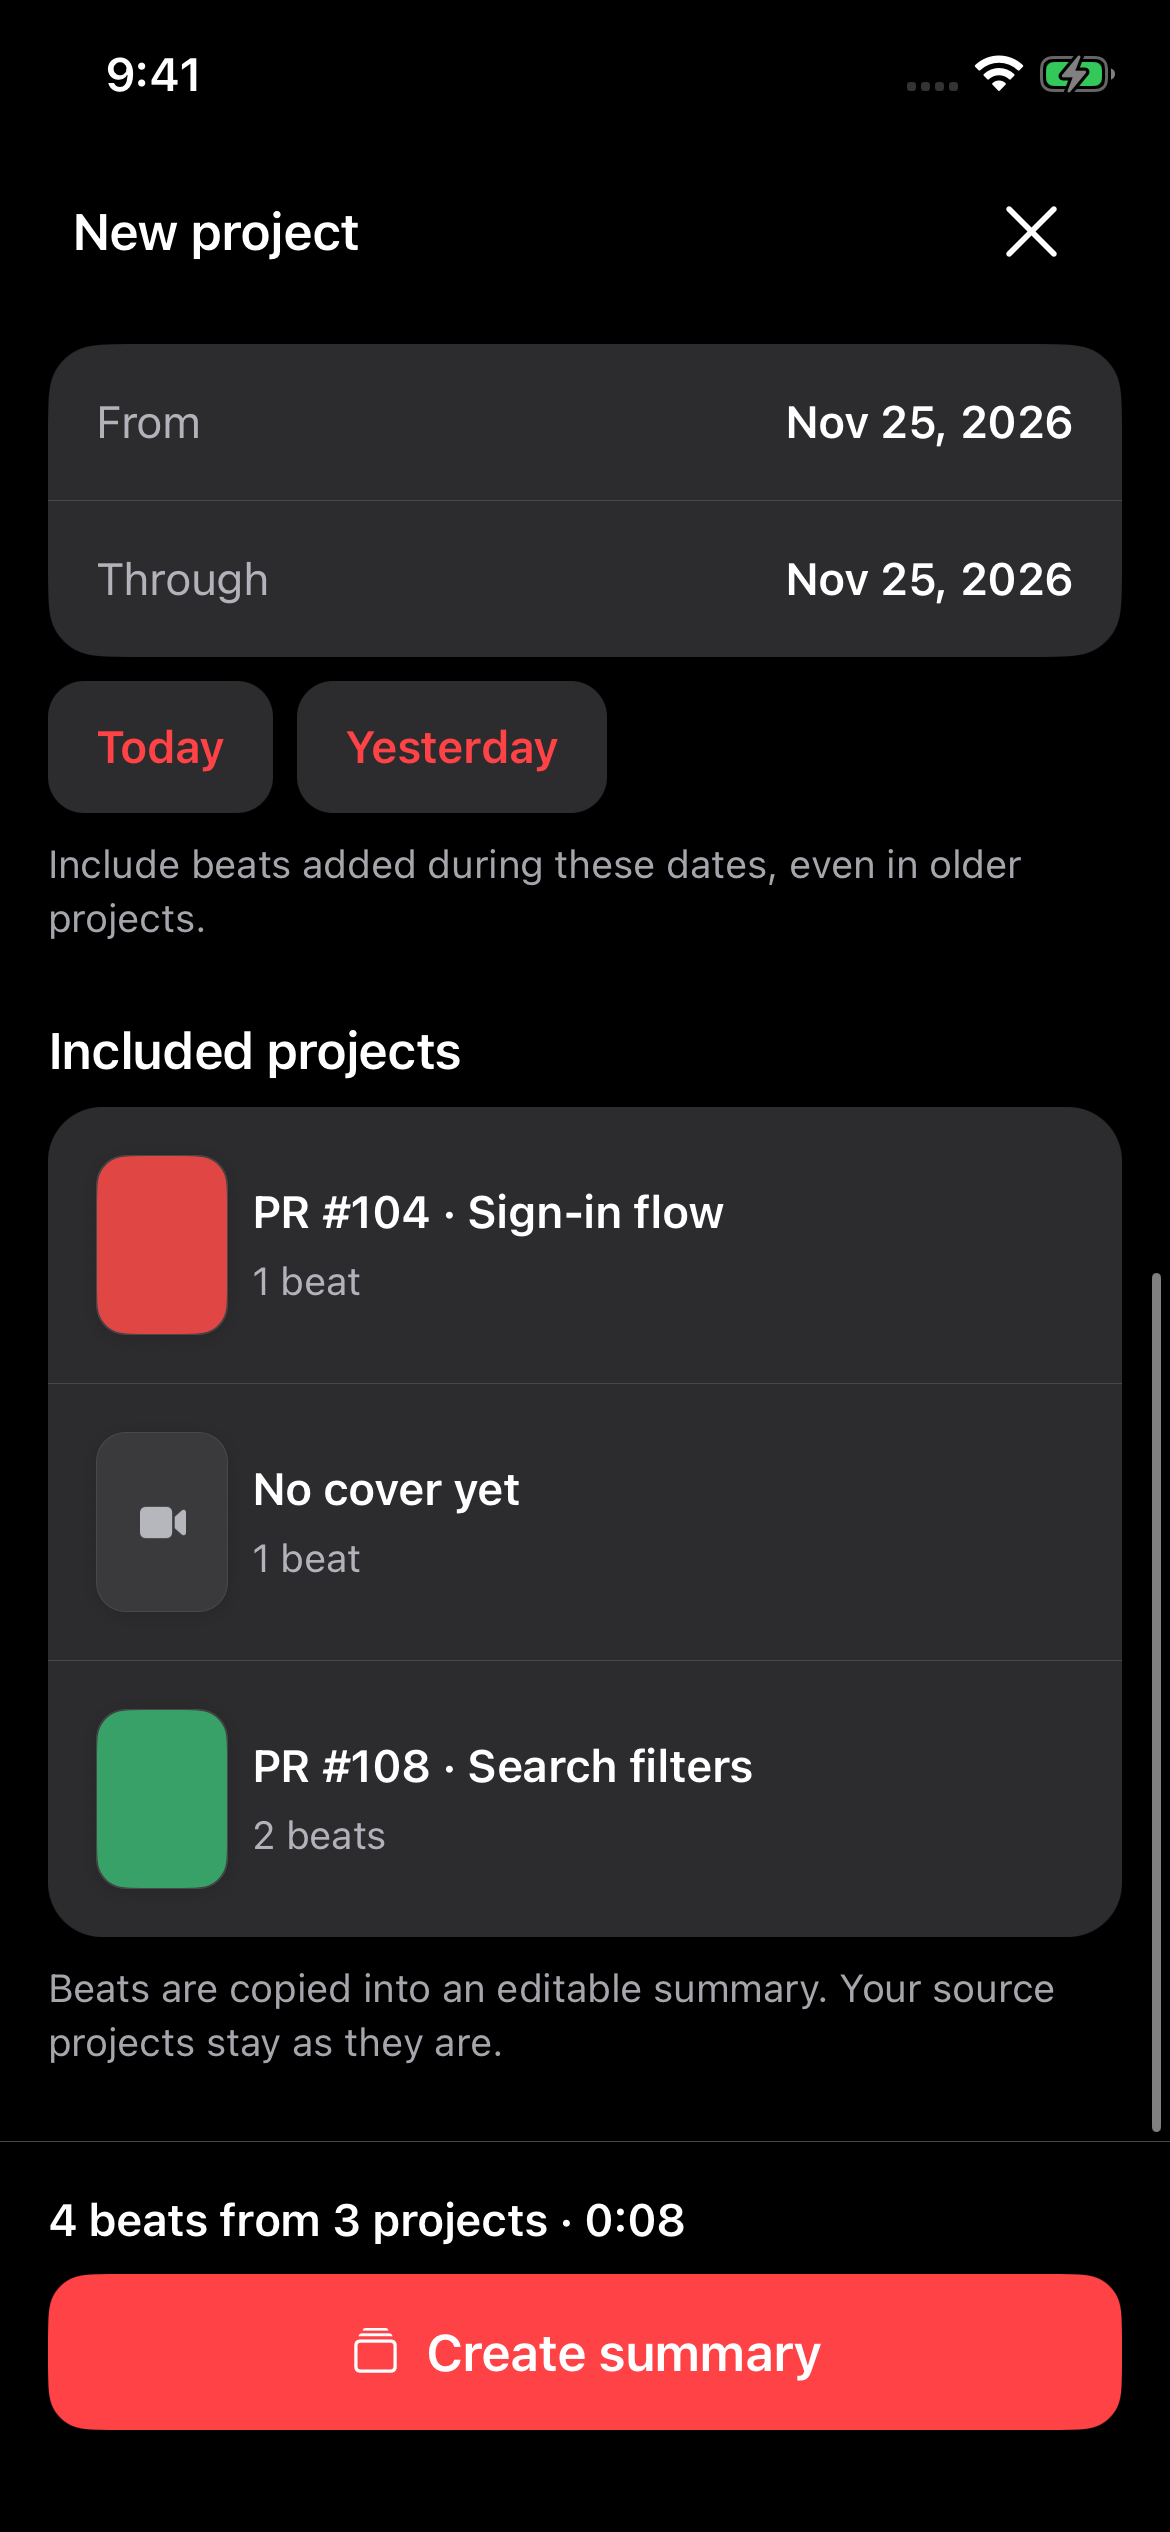 9:41
New project
From
Nov 25, 2026
Through
Nov 25, 2026
Today
Yesterday
Include beats added during these dates, even in older
projects.
Included projects
PR #104 · Sign-in flow
1 beat
No cover yet
1 beat
PR #108 · Search filters
2 beats
Beats are copied into an editable summary. Your source
projects stay as they are.
4 beats from 3 projects · 0:08
Create summary